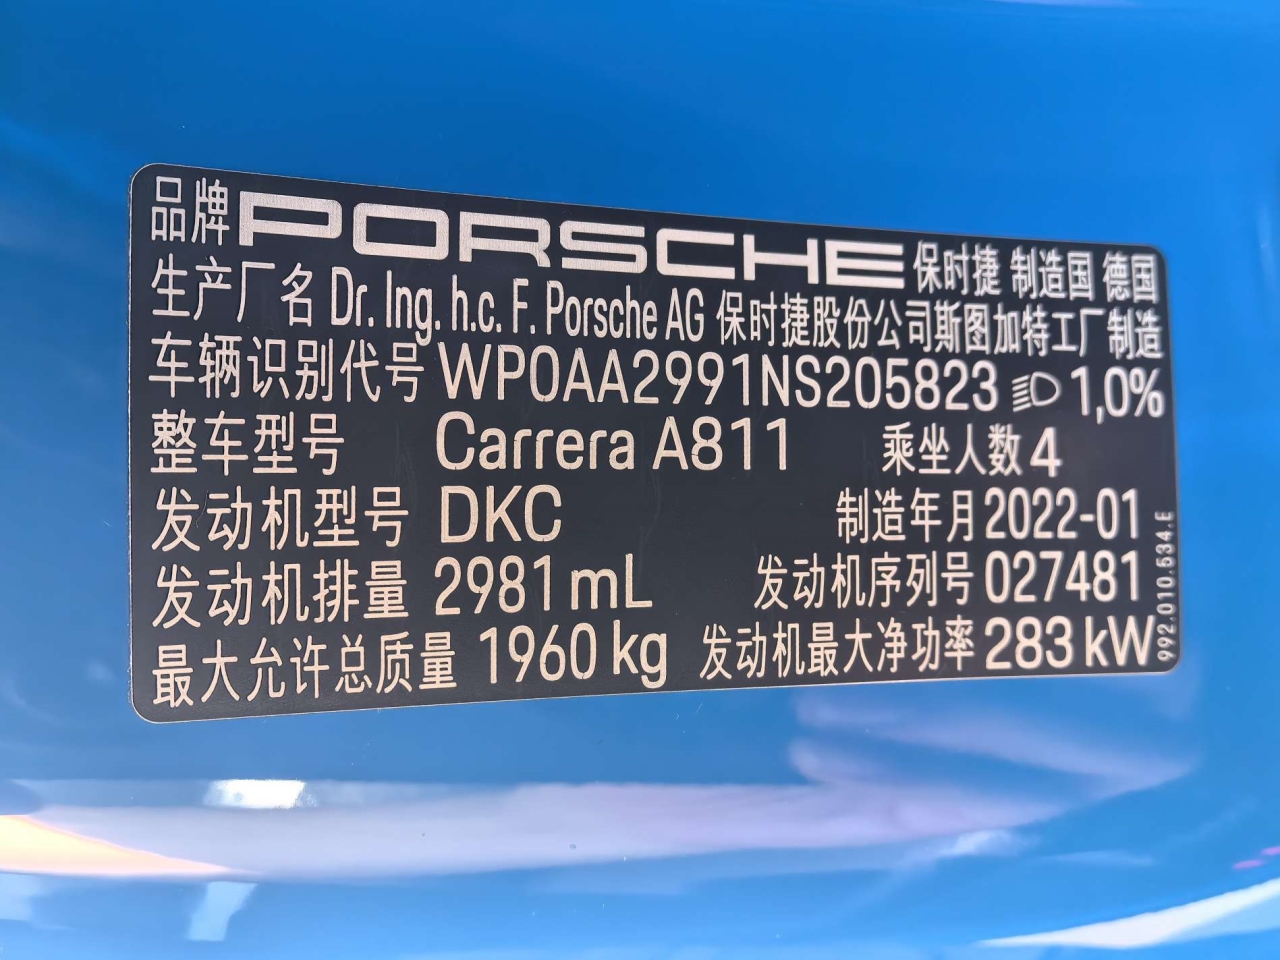 品牌 PORSCHE 保时捷 制造国 德国
生产厂名 Dr. Ing. h.c. F. Porsche AG 保时捷股份公司斯图加特工厂制造
车辆识别代号 WP0AA2991NS205823 1,0%
整车型号 Carrera A811 乘坐人数 4
发动机型号 DKC 制造年月 2022-01
发动机排量 2981 mL 发动机序列号 027481
最大允许总质量 1960 kg 发动机最大净功率 283 kW
992.010.534.E